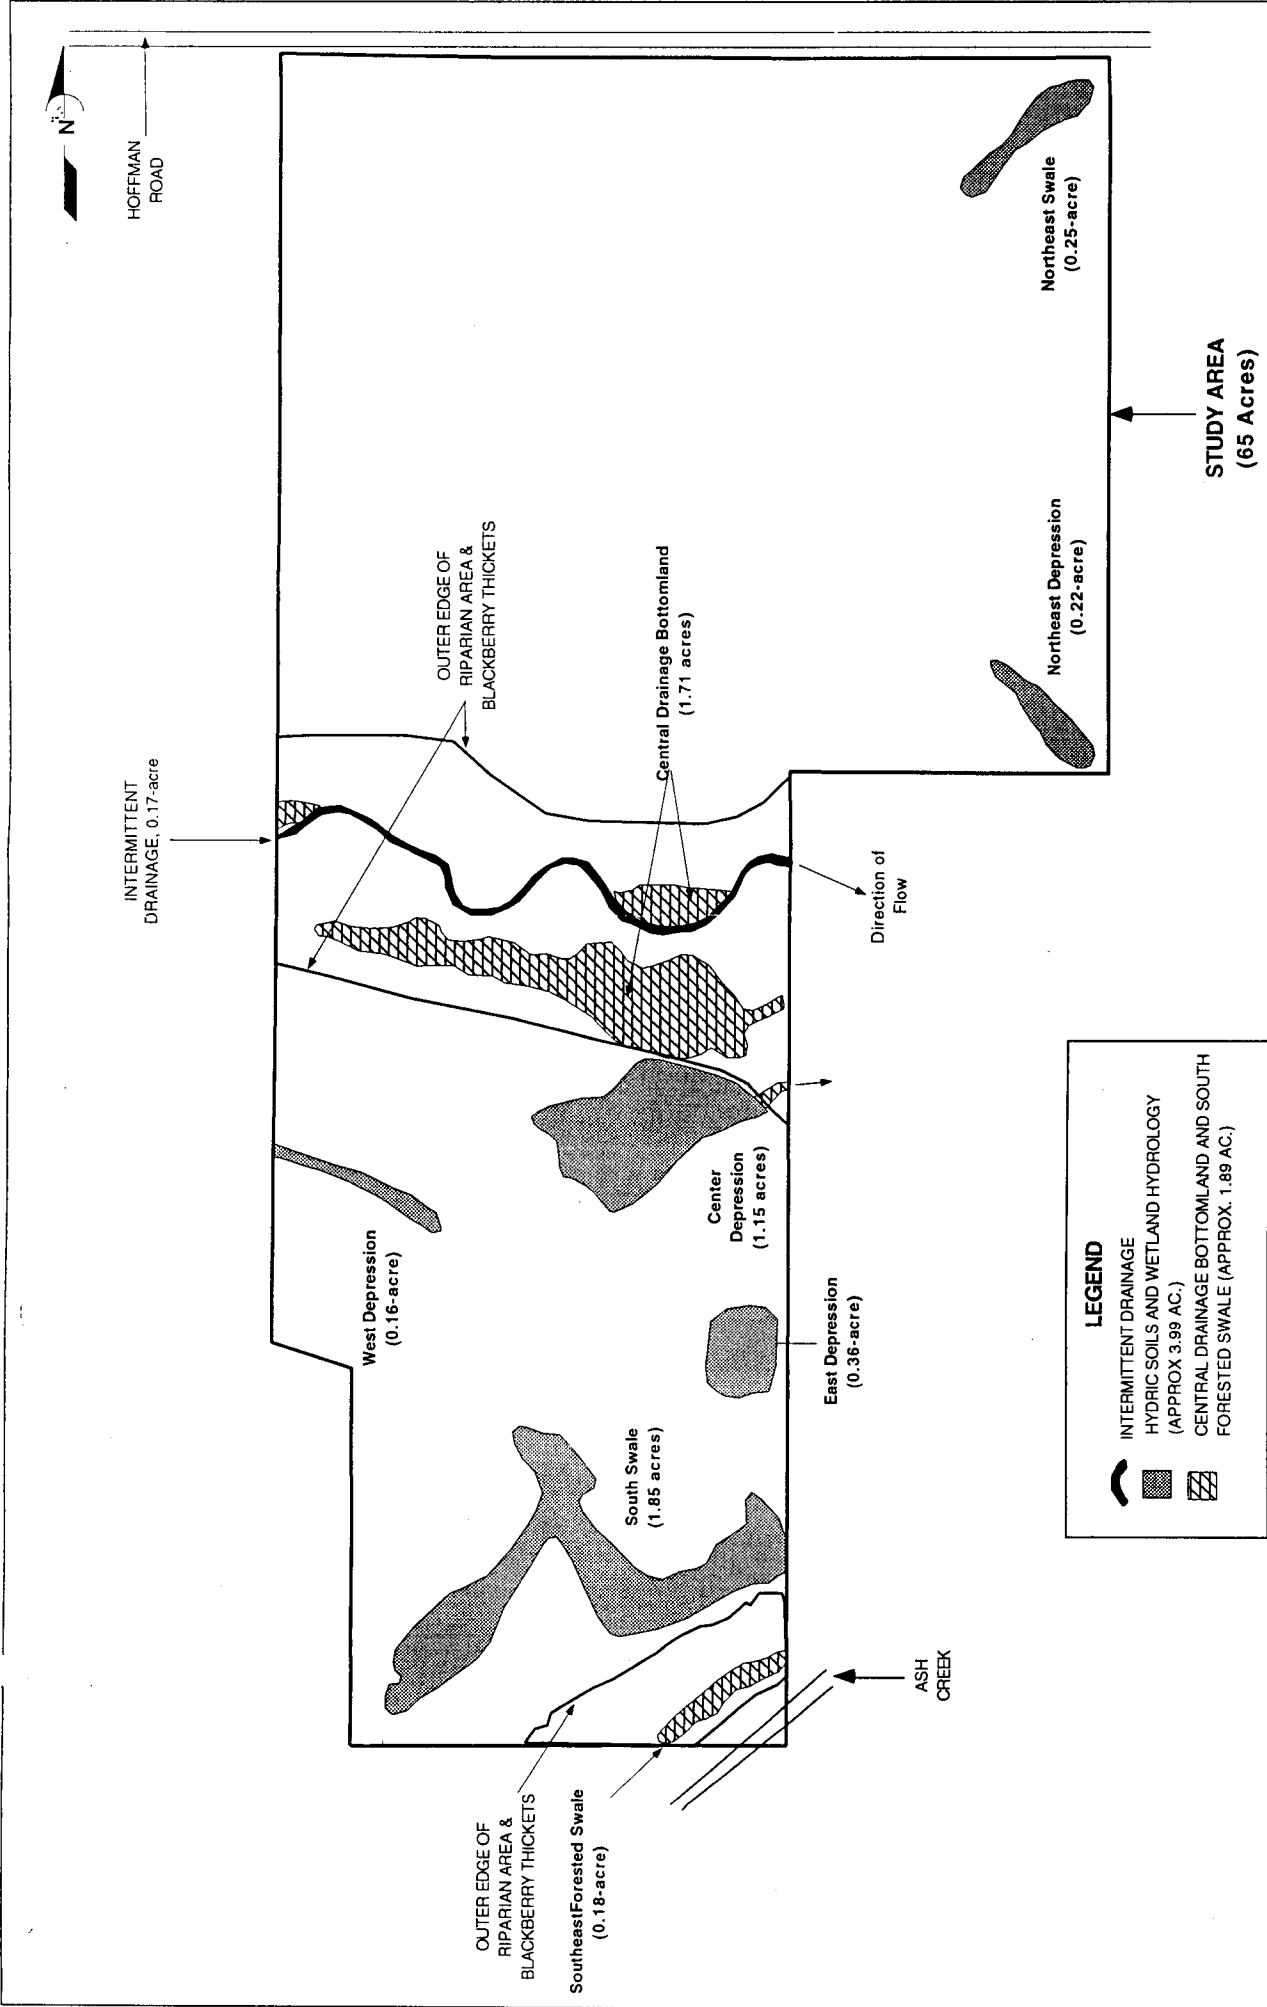 N
HOFFMAN
ROAD
INTERMITTENT
DRAINAGE, 0.17-acre
OUTER EDGE OF
RIPARIAN AREA &
BLACKBERRY THICKETS
Central Drainage Bottomland
(1.71 acres)
Northeast Swale
(0.25-acre)
Northeast Depression
(0.22-acre)
STUDY AREA
(65 Acres)
Direction of
Flow
West Depression
(0.16-acre)
Center
Depression
(1.15 acres)
East Depression
(0.36-acre)
South Swale
(1.85 acres)
ASH
CREEK
OUTER EDGE OF
RIPARIAN AREA &
BLACKBERRY THICKETS
SoutheastForested Swale
(0.18-acre)
LEGEND
INTERMITTENT DRAINAGE
HYDRIC SOILS AND WETLAND HYDROLOGY
(APPROX 3.99 AC.)
CENTRAL DRAINAGE BOTTOMLAND AND SOUTH
FORESTED SWALE (APPROX. 1.89 AC.)